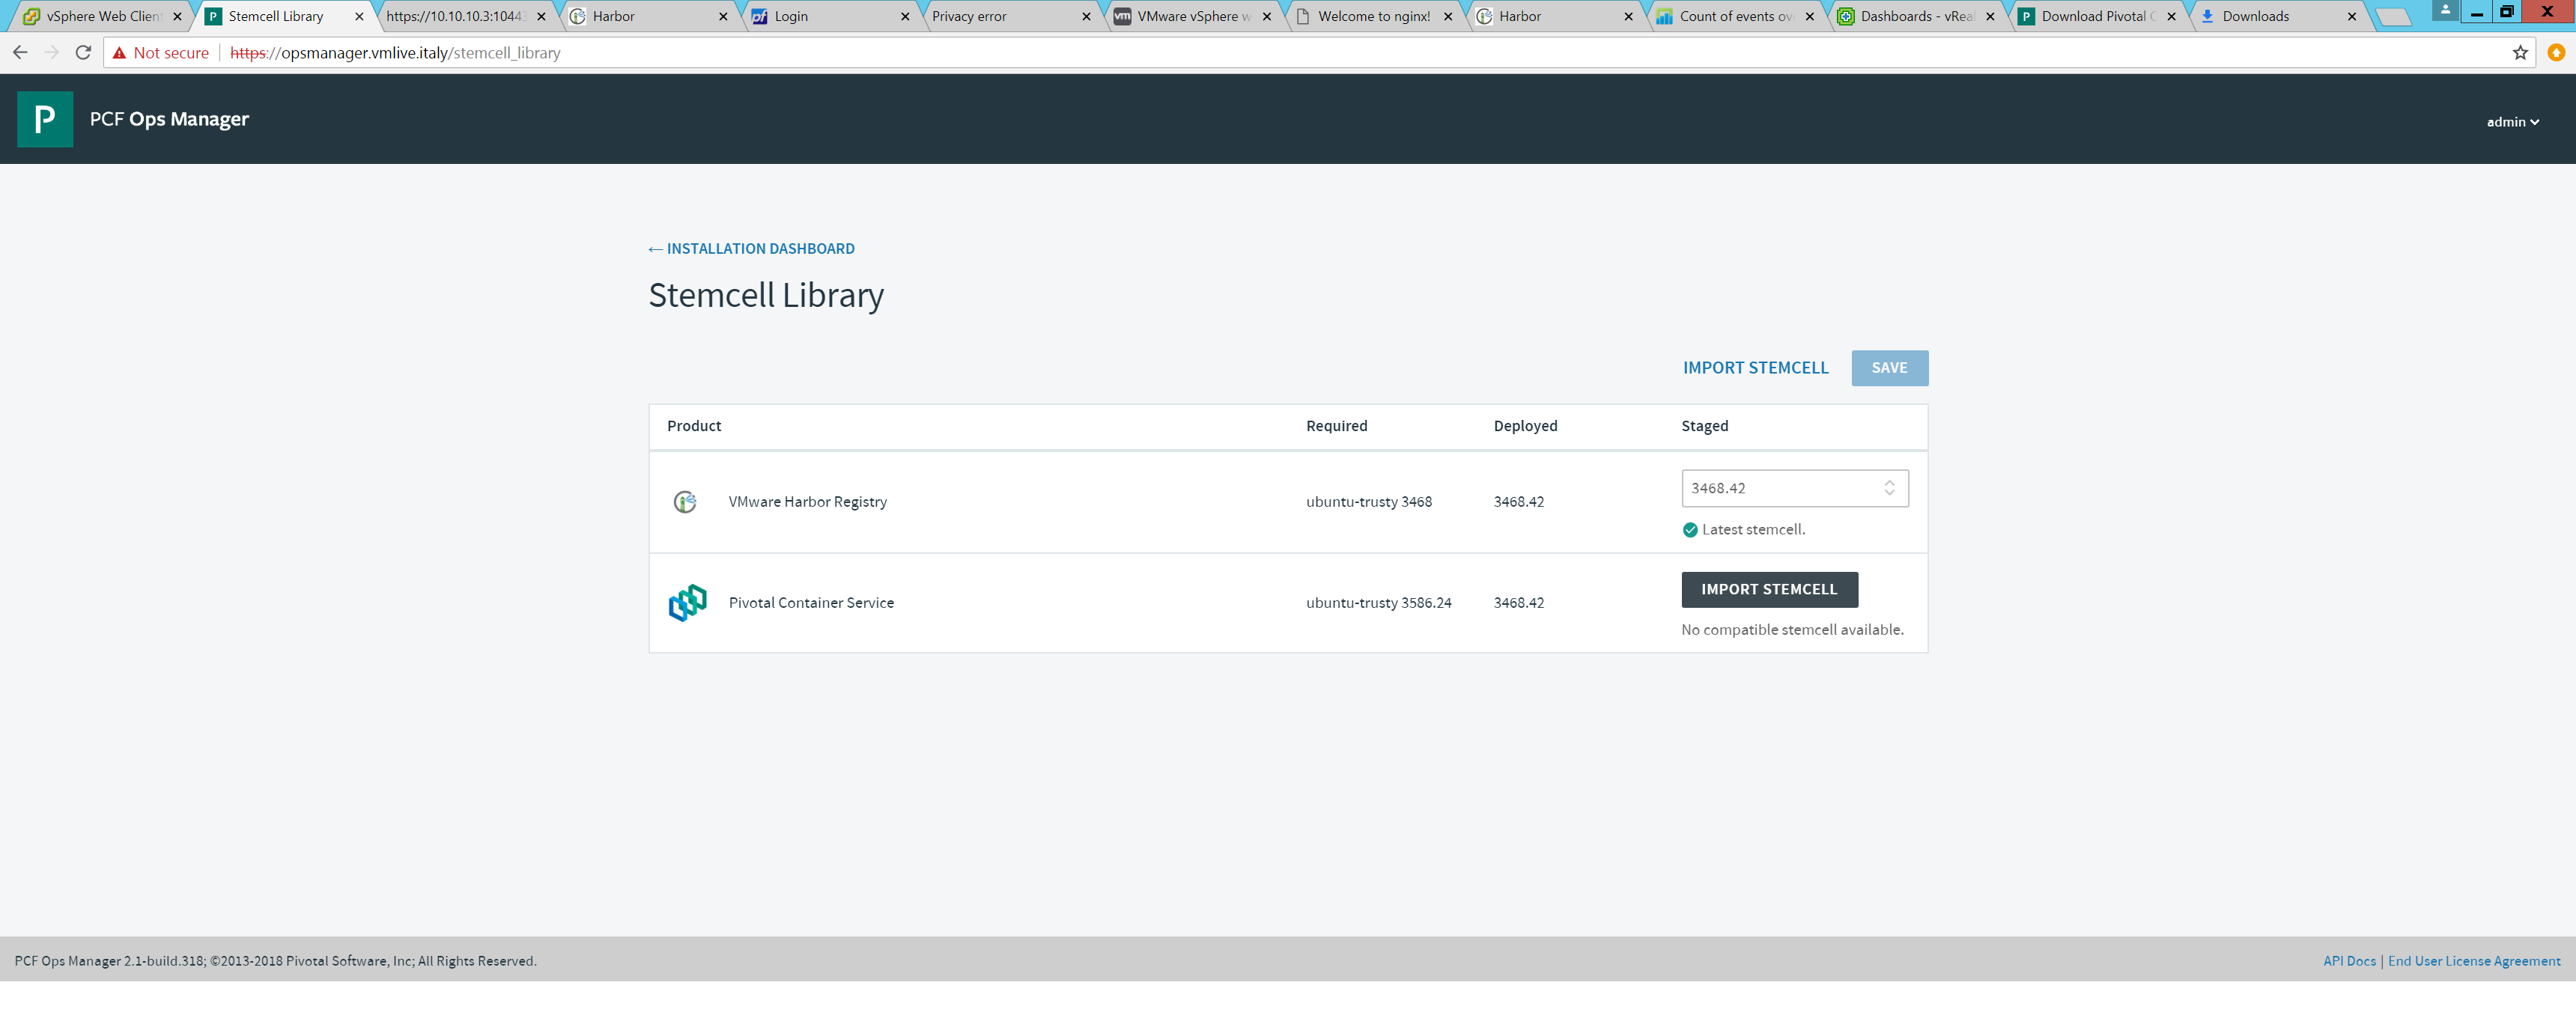 vSphere Web Clien
Stemcell Library
https://10.10.10.3:1044
Harbor
Login
Privacy error
VMware vSphere w
Welcome to nginx!
Harbor
Count of events ov
Dashboards - vRea
Download Pivotal C
Downloads
Not secure https://opsmanager.vmlive.italy/stemcell_library
P PCF Ops Manager
admin
← INSTALLATION DASHBOARD
Stemcell Library
IMPORT STEMCELL SAVE
Product Required Deployed Staged
VMware Harbor Registry ubuntu-trusty 3468 3468.42 3468.42
Latest stemcell.
Pivotal Container Service ubuntu-trusty 3586.24 3468.42 IMPORT STEMCELL
No compatible stemcell available.
PCF Ops Manager 2.1-build.318; ©2013-2018 Pivotal Software, Inc; All Rights Reserved.
API Docs | End User License Agreement